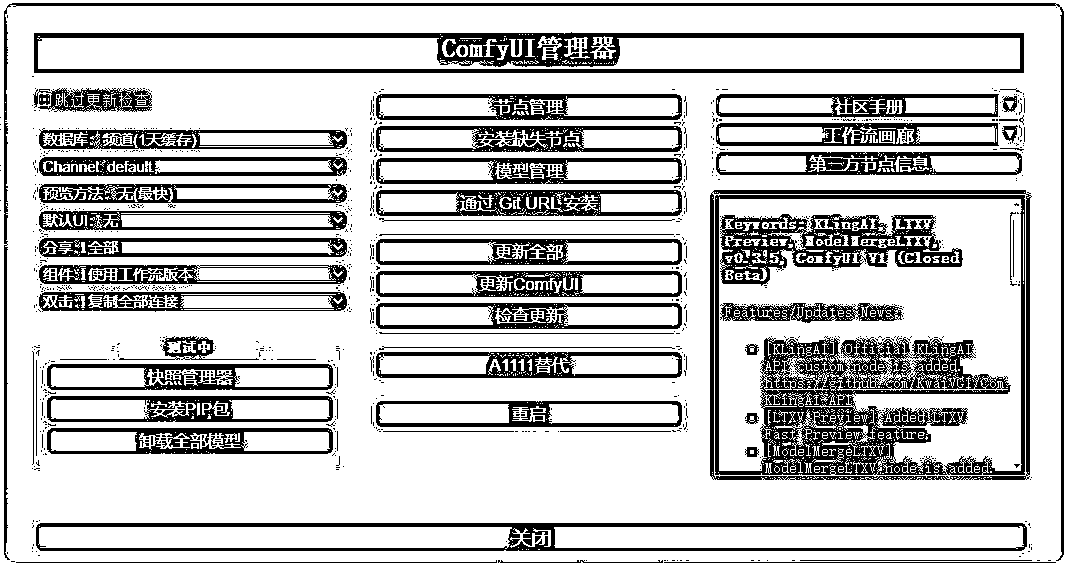 ComfyUI管理器
跳过更新检查
数据库: 频道(1天缓存)
Channel: default
预览方法: 无(最快)
默认UI: 无
分享: 全部
组件: 使用工作流版本
双击: 复制全部连接
测试中
快照管理器
安装PIP包
卸载全部模型
节点管理
安装缺失节点
模型管理
通过 Git URL 安装
更新全部
更新ComfyUI
检查更新
A1111替代
重启
社区手册
工作流画廊
第三方节点信息
Keywords: KLingAI, LTXV
Preview, ModelMergeLTXV,
v0.3.5, ComfyUI V1 (Closed
Beta)
Features/Updates News:
[KLingAI] Official KLingAI
API custom node is added.
https://github.com/KwaiVGI/Com
KLingAI-API
[LTXV Preview] Added LTXV
Fast Preview feature.
[ModelMergeLTXV]
ModelMergeLTXV node is added.
关闭